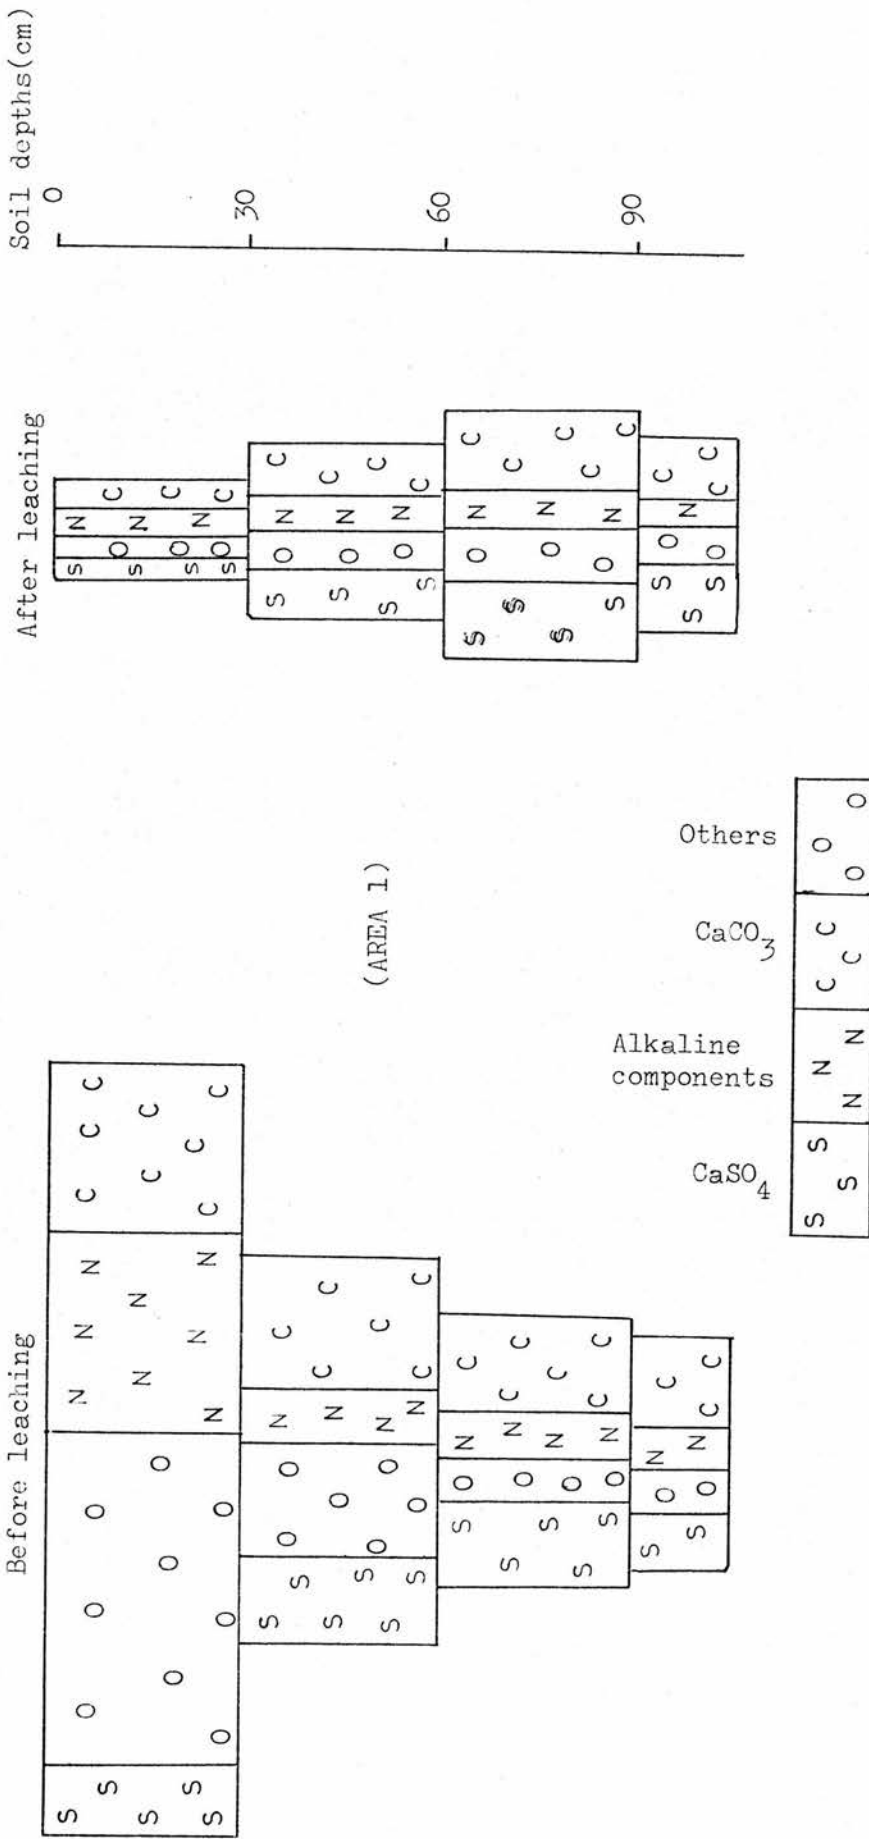 Before leaching
After leaching
Soil depths(cm)
C C C C C C C C
N N N N N N N N
O O O O O O O O O
S S S S S
C C C C C C
N N N N
O O O O O O
S S S S S S
C C C C C C
N N N N
O O O O
S S S S S
C C C
N N
O O
S S
C C C
N N N
O O O
S S S S
C C C C
N N N
O O O
S S S S
C C C C C
N N N
O O O
S S S S
C C C
N
O O
S S S
0
30
60
90
(AREA 1)
CaSO4
Alkaline
components
CaCO3
Others
S S S
N N N
C C C
O O O